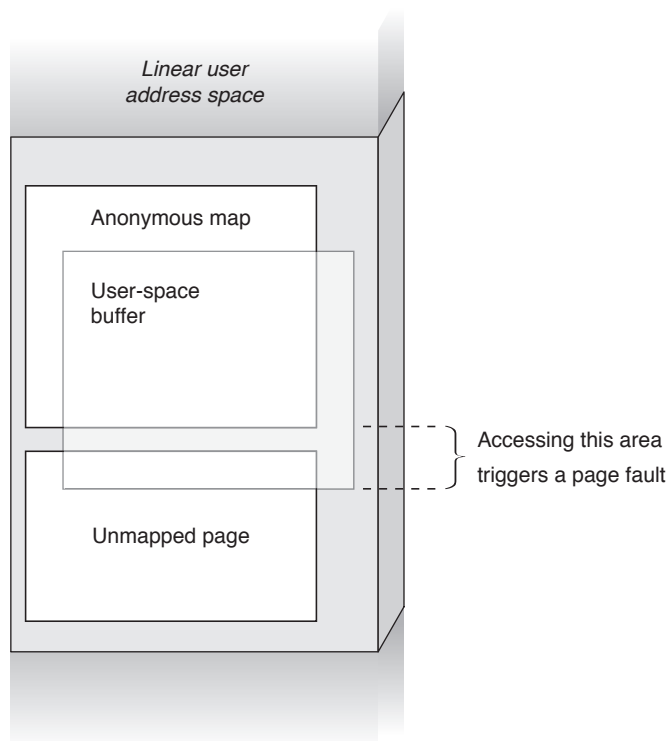 Linear user
address space
Anonymous map
User-space
buffer
Accessing this area
triggers a page fault
Unmapped page